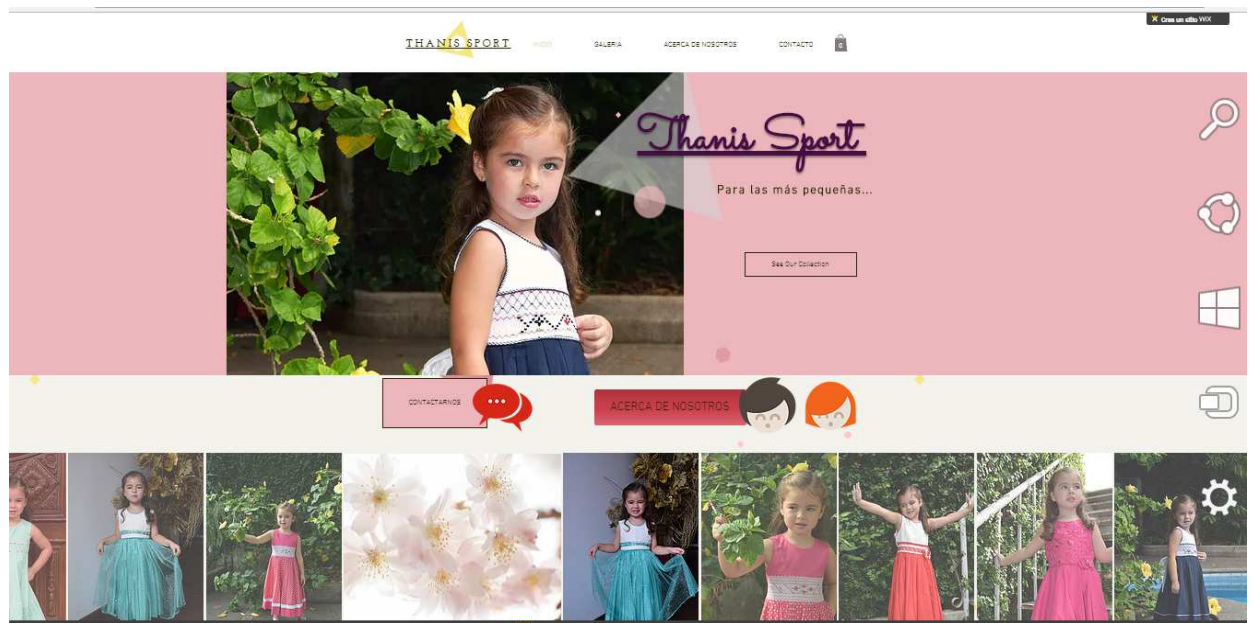 Crea un sitio WiX
THANIS SPORT
INICIO
GALERIA
ACERCA DE NOSOTROS
CONTACTO
0
Thanis Sport
Para las más pequeñas...
See Our Collection
CONTACTARNOS
ACERCA DE NOSOTROS